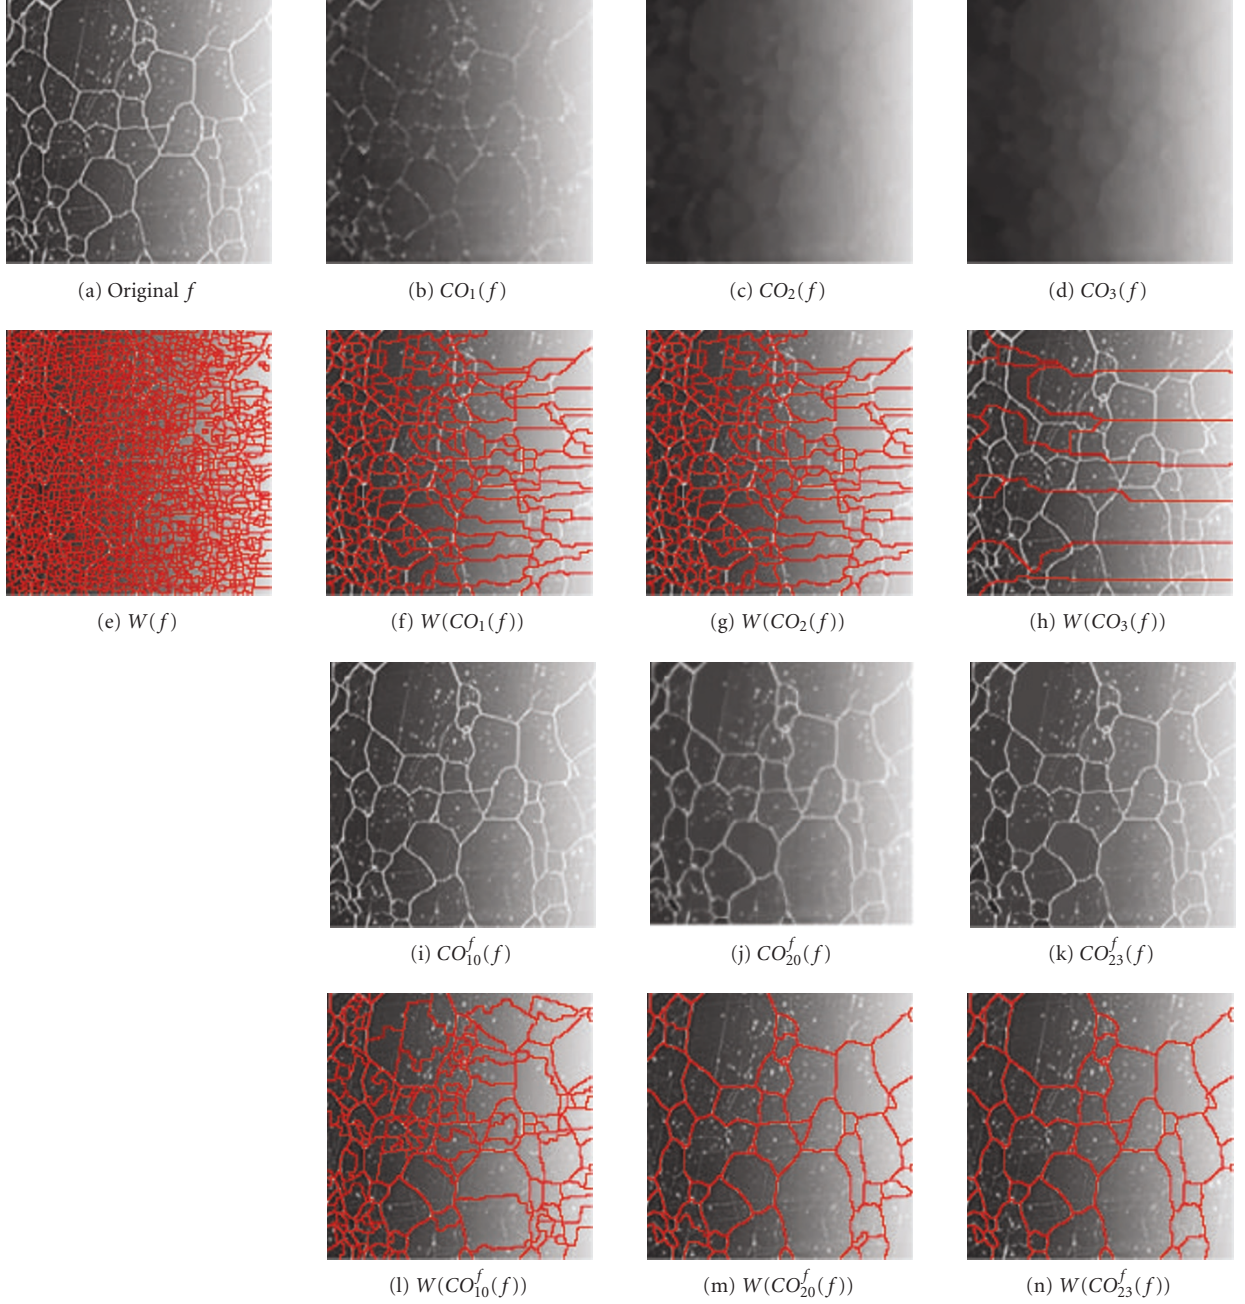 (a) Original f
(b) CO₁(f)
(c) CO₂(f)
(d) CO₃(f)
(e) W(f)
(f) W(CO₁(f))
(g) W(CO₂(f))
(h) W(CO₃(f))
(i) CO^f_10(f)
(j) CO^f_20(f)
(k) CO^f_23(f)
(l) W(CO^f_10(f))
(m) W(CO^f_20(f))
(n) W(CO^f_23(f))